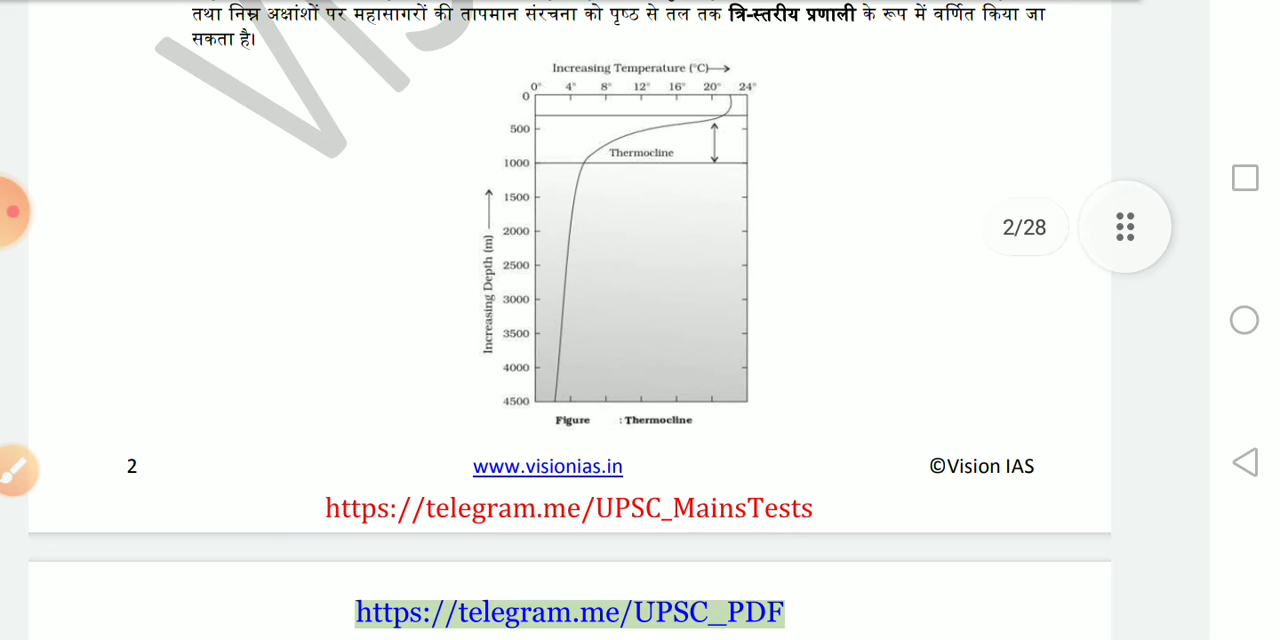 तथा निम्न अक्षांशों पर महासागरों की तापमान संरचना को पृष्ठ से तल तक त्रि-स्तरीय प्रणाली के रूप में वर्णित किया जा
सकता है।
Increasing Temperature (°C)→
0° 4° 8° 12° 16° 20° 24°
0
500
Thermocline
1000
1500
2000
2500
3000
3500
4000
4500
Increasing Depth (m) →
Figure : Thermocline
2/28
2 www.visionias.in ©Vision IAS
https://telegram.me/UPSC_MainsTests
https://telegram.me/UPSC_PDF